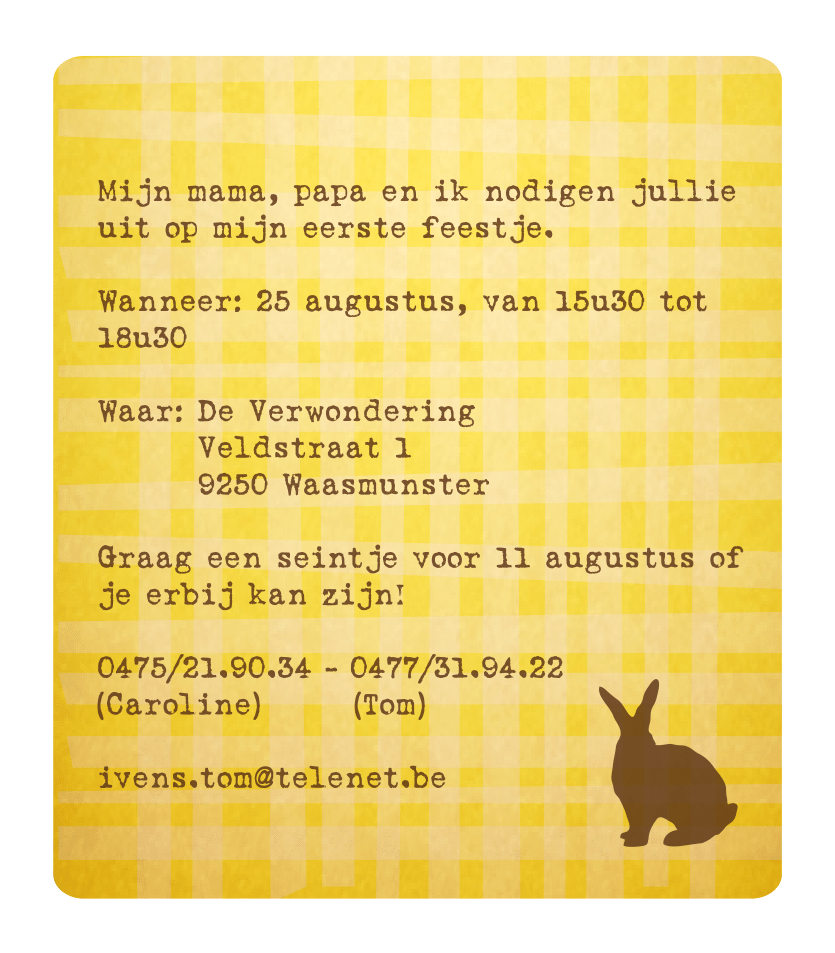 Mijn mama, papa en ik nodigen jullie
uit op mijn eerste feestje.
Wanneer: 25 augustus, van 15u30 tot
18u30
Waar: De Verwondering
Veldstraat 1
9250 Waasmunster
Graag een seintje voor 11 augustus of
je erbij kan zijn!
0475/21.90.34 - 0477/31.94.22
(Caroline) (Tom)
ivens.tom@telenet.be